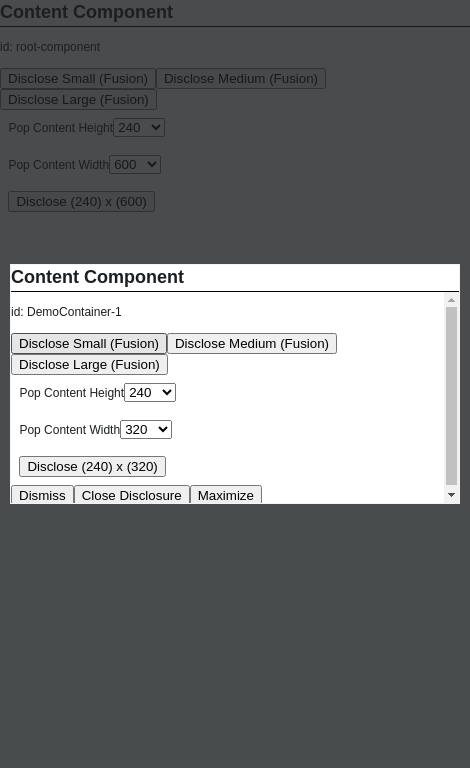 Content Component
id: root-component
Disclose Small (Fusion) Disclose Medium (Fusion)
Disclose Large (Fusion)
Pop Content Height 240
Pop Content Width 600
Disclose (240) x (600)
Content Component
id: DemoContainer-1
Disclose Small (Fusion) Disclose Medium (Fusion)
Disclose Large (Fusion)
Pop Content Height 240
Pop Content Width 320
Disclose (240) x (320)
Dismiss Close Disclosure Maximize